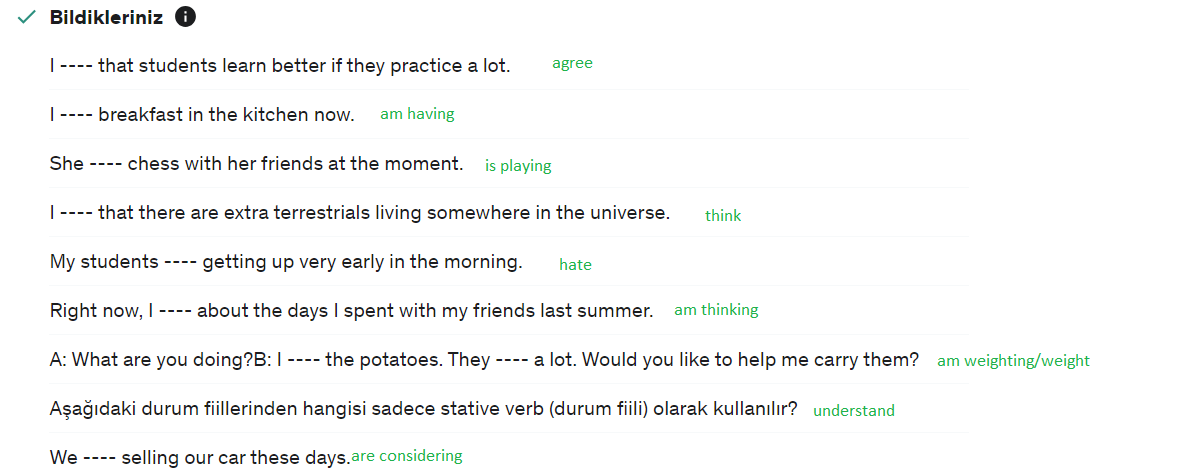 Bildikleriniz
I ---- that students learn better if they practice a lot. agree
I ---- breakfast in the kitchen now. am having
She ---- chess with her friends at the moment. is playing
I ---- that there are extra terrestrials living somewhere in the universe. think
My students ---- getting up very early in the morning. hate
Right now, I ---- about the days I spent with my friends last summer. am thinking
A: What are you doing?B: I ---- the potatoes. They ---- a lot. Would you like to help me carry them? am weighting/weight
Aşağıdaki durum fiillerinden hangisi sadece stative verb (durum fiili) olarak kullanılır? understand
We ---- selling our car these days. are considering